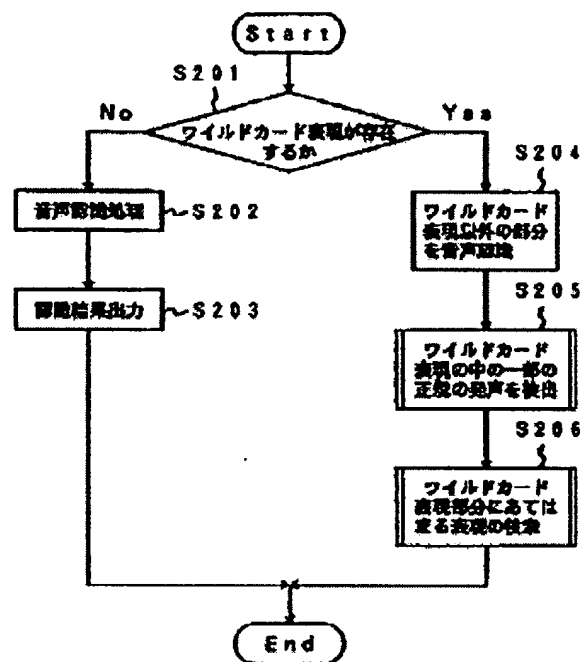 Start
S201
No
Yes
ワイルドカード表現が存在
するか
S204
音声認識処理
S202
ワイルドカード
表現以外の部分
を音声認識
認識結果出力
S203
S205
ワイルドカード
表現の中の一部の
正規の発声を検出
S206
ワイルドカード
表現部分にあては
まる表現の検索
End